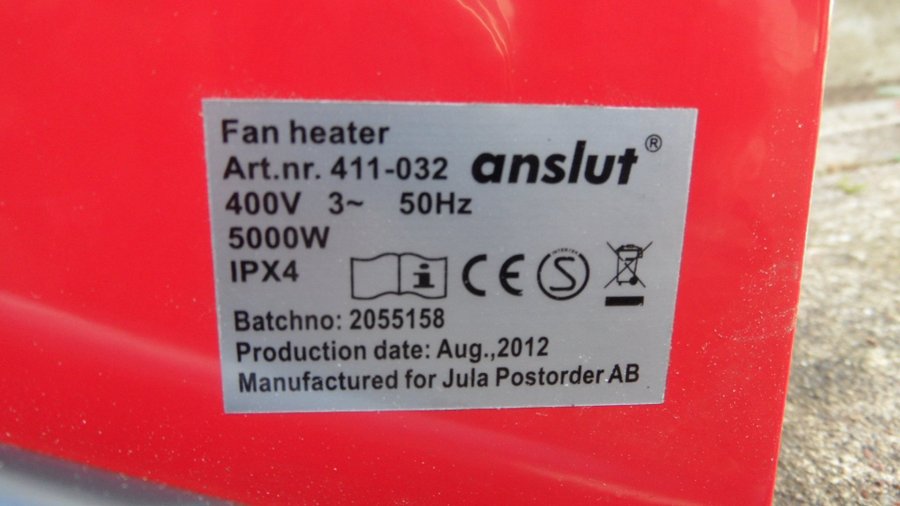 Fan heater
Art.nr. 411-032 anslut®
400V 3~ 50Hz
5000W
IPX4
i CE S
Batchno: 2055158
Production date: Aug.,2012
Manufactured for Jula Postorder AB